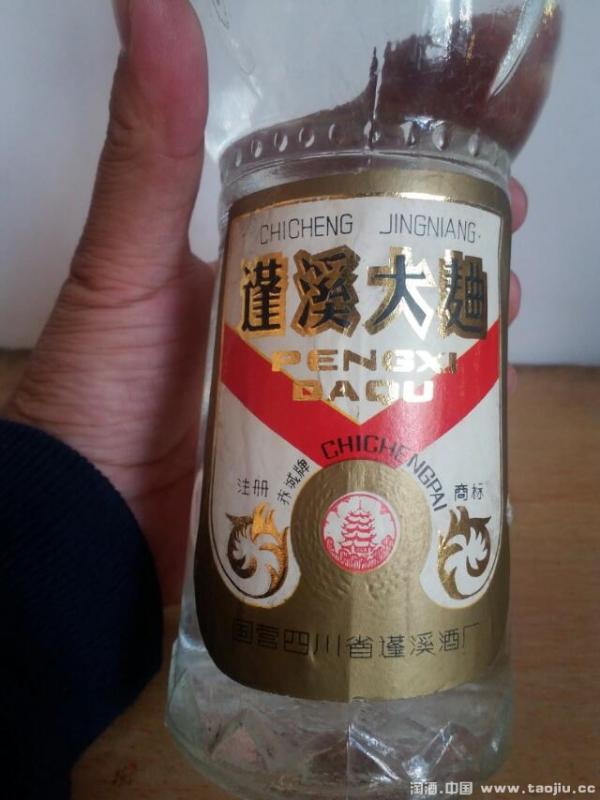 CHICHENG JINGNIANG
蓬溪大麯
PENGXI
DAQU
注册 赤城牌 CHICHENGPAI 商标
国营四川省蓬溪酒厂
淘酒.中国 www.taojiu.cc